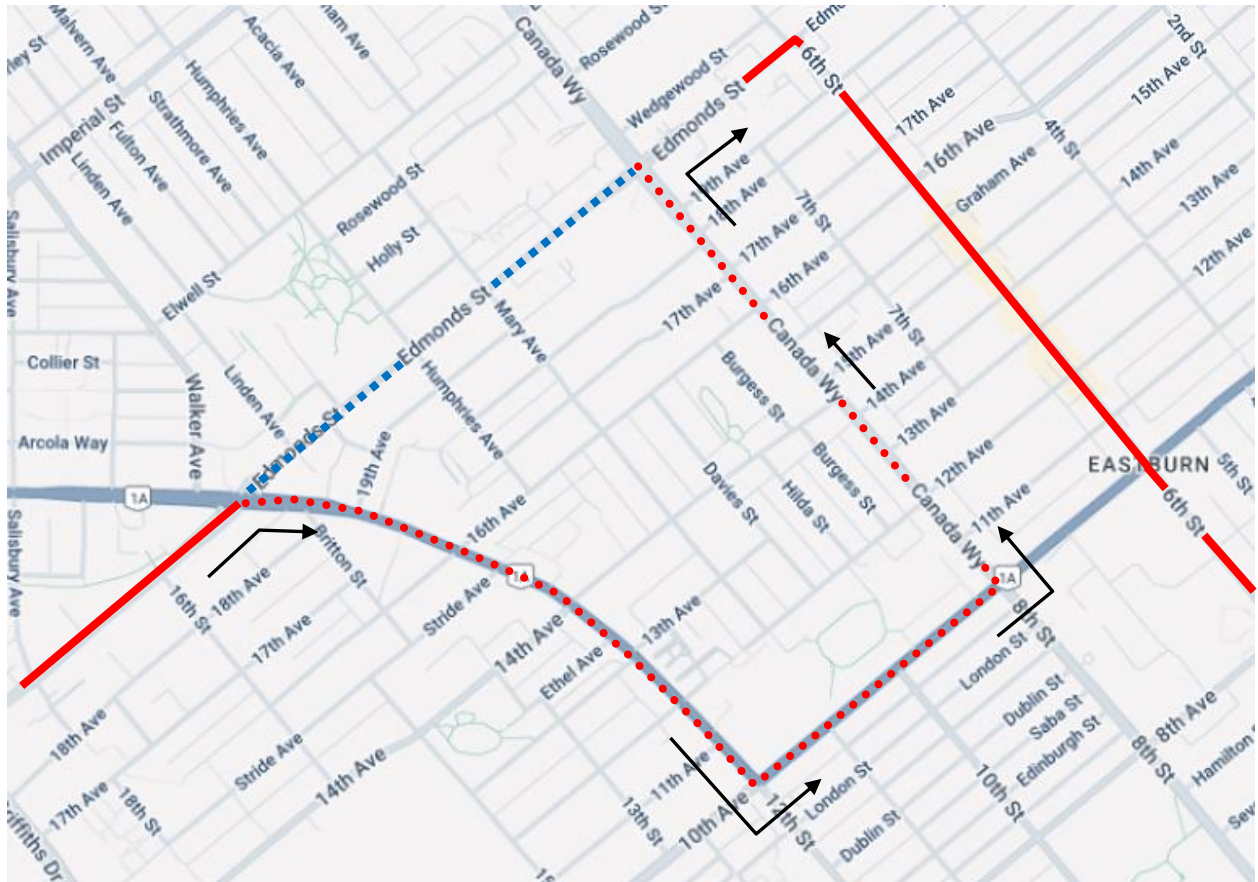 Malvern Ave
Acacia Ave
Canada Wy
Rosewood St
2nd St
6th St
Humphries Ave
15th Ave
Wedgewood St
Strathmore Ave
Edmonds St
17th Ave
Imperial St
Fulton Ave
4th St
16th Ave
Linden Ave
14th Ave
Graham Ave
Rosewood St
7th St
13th Ave
Salisbury Ave
17th Ave
12th Ave
Holly St
16th Ave
Elwell St
17th Ave
Edmonds St
Mary Ave
7th St
Canada Wy
Collier St
Burgess St
14th Ave
Linden Ave
Humphries Ave
Walker Ave
13th Ave
Edmonds St
Arcola Way
Burgess St
12th Ave
EASTBURN
5th St
19th Ave
Davies St
Hilda St
6th St
1A
Canada Wy
11th Ave
16th Ave
Salisbury Ave
Britton St
1A
1A
18th Ave
16th St
Stride Ave
8th St
17th Ave
13th Ave
London St
14th Ave
Ethel Ave
Dublin St
Saba St
8th Ave
18th Ave
Edinburgh St
8th St
Stride Ave
Hamilton
14th Ave
11th Ave
London St
10th St
17th Ave
18th St
13th St
10th Ave
12th St
Dublin St